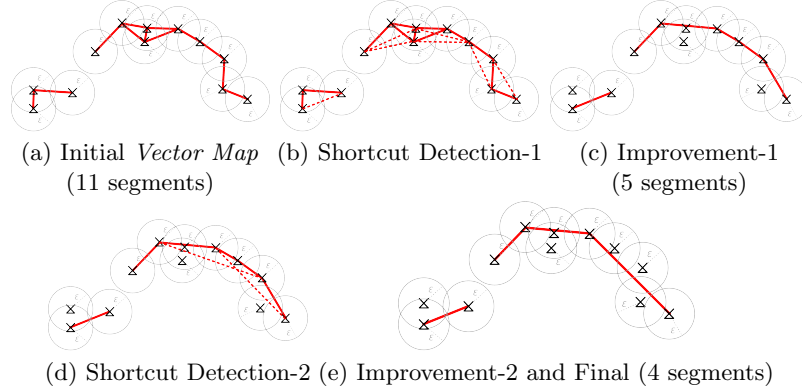 (a) Initial Vector Map
(11 segments)
(b) Shortcut Detection-1
(c) Improvement-1
(5 segments)
(d) Shortcut Detection-2
(e) Improvement-2 and Final (4 segments)